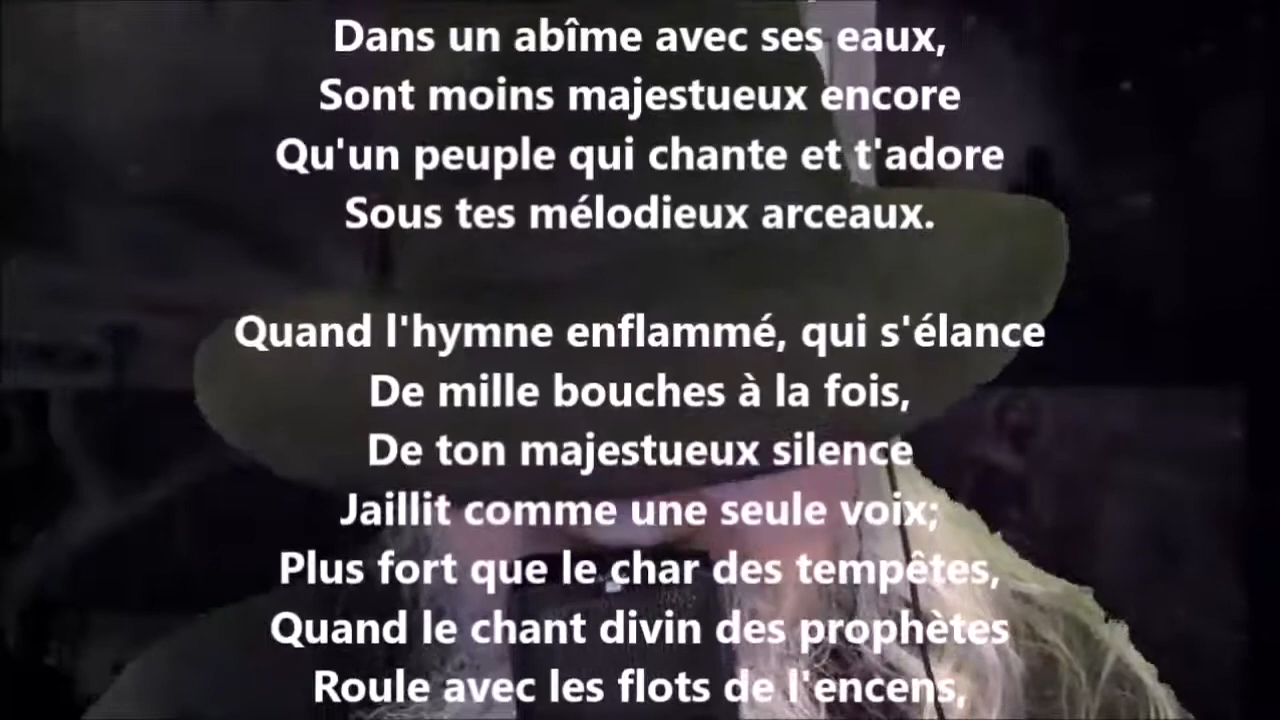 Dans un abîme avec ses eaux,
Sont moins majestueux encore
Qu'un peuple qui chante et t'adore
Sous tes mélodieux arceaux.
Quand l'hymne enflammé, qui s'élance
De mille bouches à la fois,
De ton majestueux silence
Jaillit comme une seule voix;
Plus fort que le char des tempêtes,
Quand le chant divin des prophètes
Roule avec les flots de l'encens,